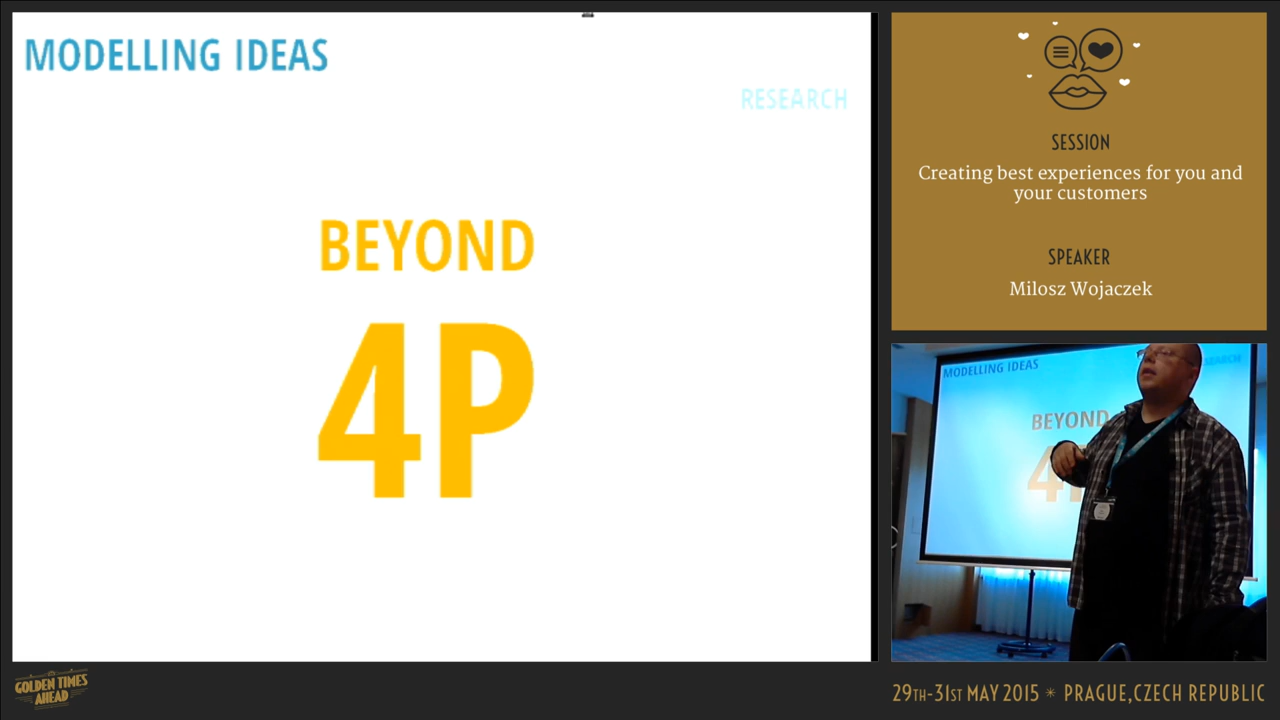 MODELLING IDEAS
RESEARCH
BEYOND
4P
SESSION
Creating best experiences for you and
your customers
SPEAKER
Milosz Wojaczek
MODELLING IDEAS
BEYOND
GOLDEN TIMES
AHEAD
29TH-31ST MAY 2015 * PRAGUE,CZECH REPUBLIC